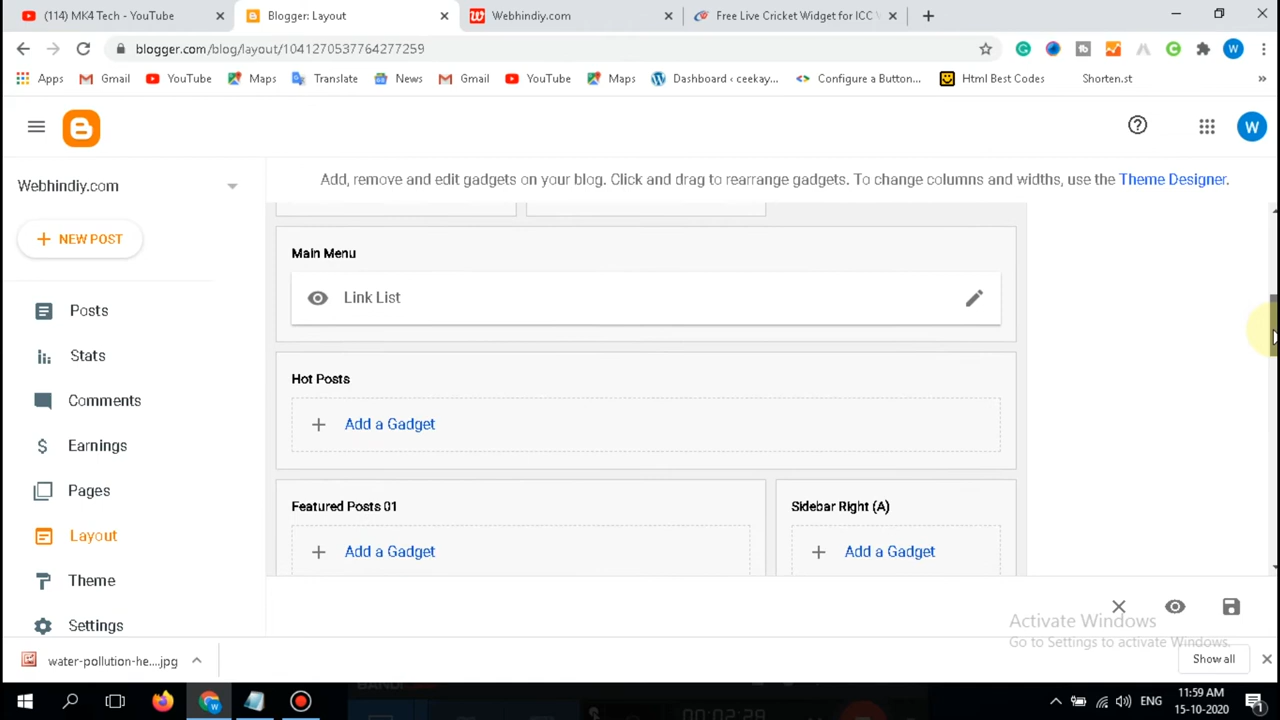 (114) MK4 Tech - YouTube
Blogger: Layout
Webhindiy.com
Free Live Cricket Widget for ICC
blogger.com/blog/layout/1041270537764277259
Apps
Gmail
YouTube
Maps
Translate
News
Gmail
YouTube
Maps
Dashboard ‹ ceekay...
Configure a Button...
Html Best Codes
Shorten.st
»
W
Webhindiy.com
NEW POST
Posts
Stats
Comments
Earnings
Pages
Layout
Theme
Settings
Add, remove and edit gadgets on your blog. Click and drag to rearrange gadgets. To change columns and widths, use the Theme Designer.
Main Menu
Link List
Hot Posts
Add a Gadget
Featured Posts 01
Add a Gadget
Sidebar Right (A)
Add a Gadget
Activate Windows
Go to Settings to activate Windows.
water-pollution-he....jpg
Show all
ENG
11:59 AM
15-10-2020